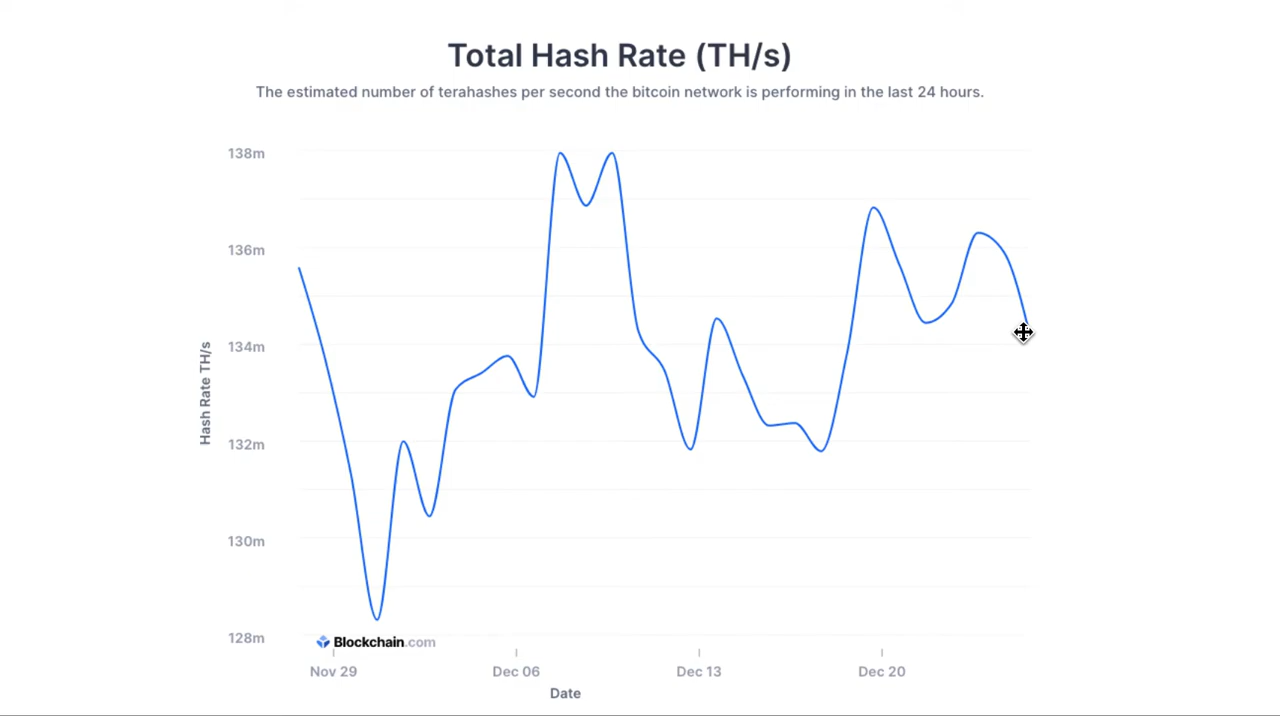 Total Hash Rate (TH/s)
The estimated number of terahashes per second the bitcoin network is performing in the last 24 hours.
138m
136m
134m
132m
130m
128m
Hash Rate TH/s
Blockchain.com
Nov 29
Dec 06
Dec 13
Dec 20
Date